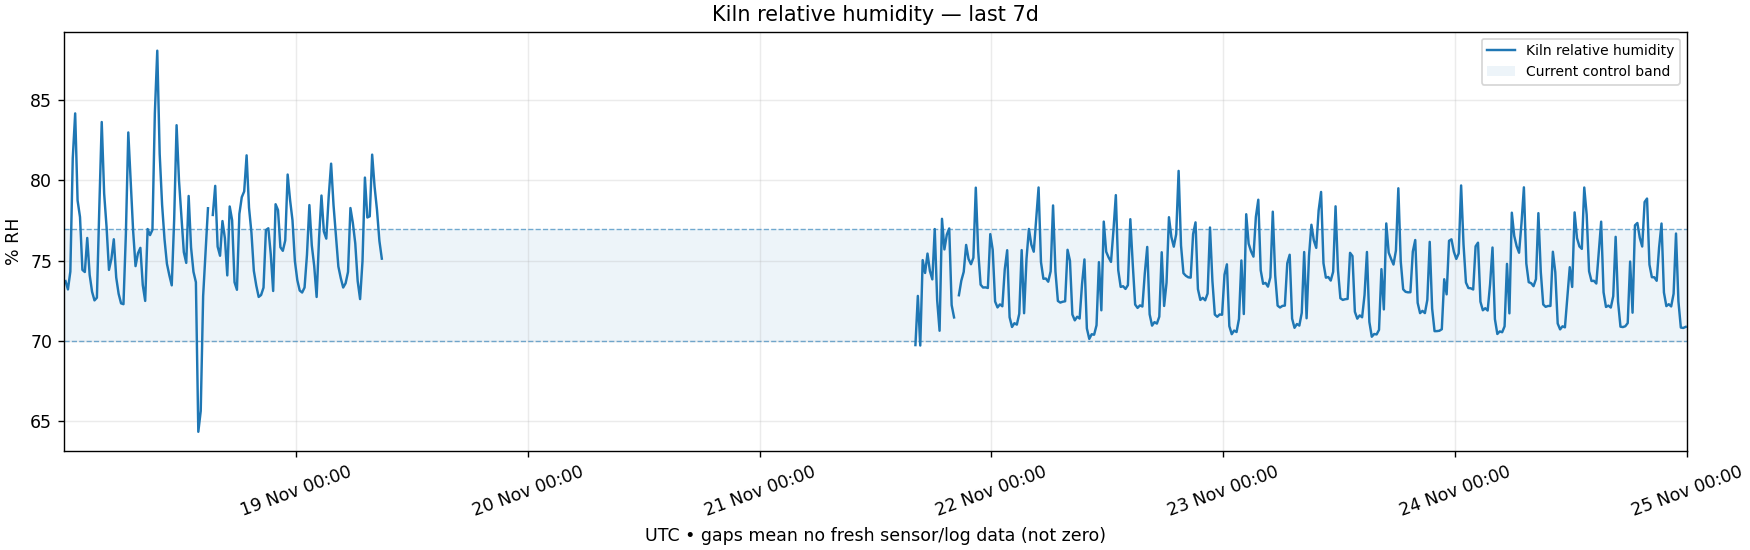 Kiln relative humidity — last 7d
Kiln relative humidity
Current control band
% RH
85
80
75
70
65
19 Nov 00:00
20 Nov 00:00
21 Nov 00:00
22 Nov 00:00
23 Nov 00:00
24 Nov 00:00
25 Nov 00:00
UTC • gaps mean no fresh sensor/log data (not zero)